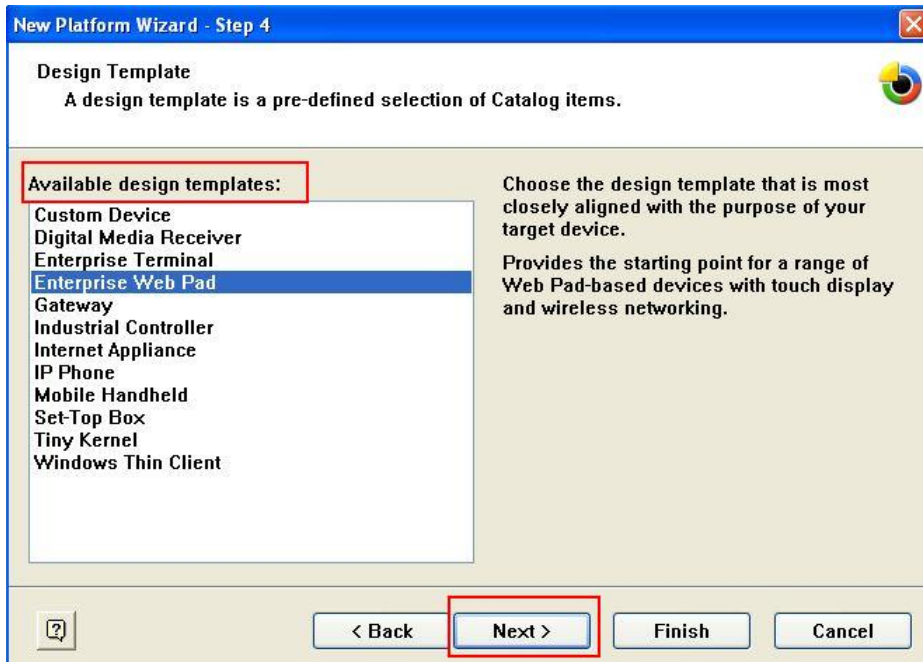 New Platform Wizard - Step 4
Design Template
A design template is a pre-defined selection of Catalog items.
Available design templates:
Custom Device
Digital Media Receiver
Enterprise Terminal
Enterprise Web Pad
Gateway
Industrial Controller
Internet Appliance
IP Phone
Mobile Handheld
Set-Top Box
Tiny Kernel
Windows Thin Client
Choose the design template that is most
closely aligned with the purpose of your
target device.
Provides the starting point for a range of
Web Pad-based devices with touch display
and wireless networking.
?
< Back
Next >
Finish
Cancel